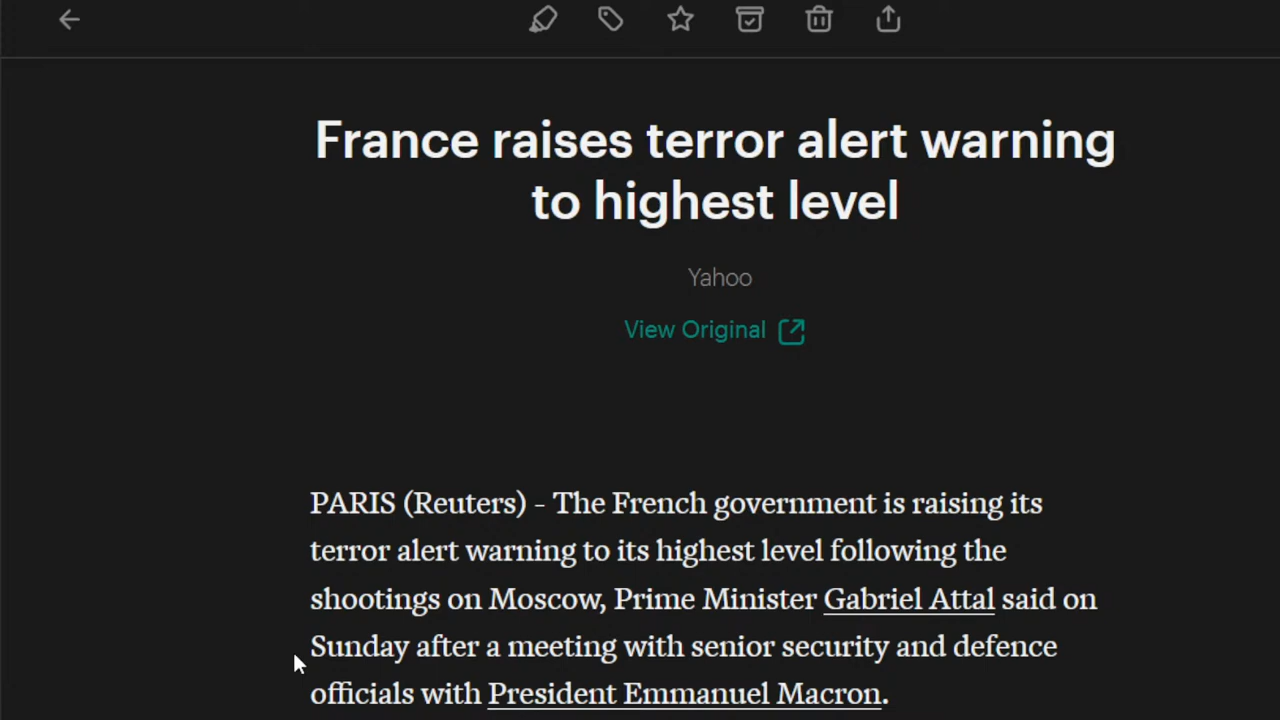 France raises terror alert warning
to highest level
Yahoo
View Original
PARIS (Reuters) - The French government is raising its
terror alert warning to its highest level following the
shootings on Moscow, Prime Minister Gabriel Attal said on
Sunday after a meeting with senior security and defence
officials with President Emmanuel Macron.